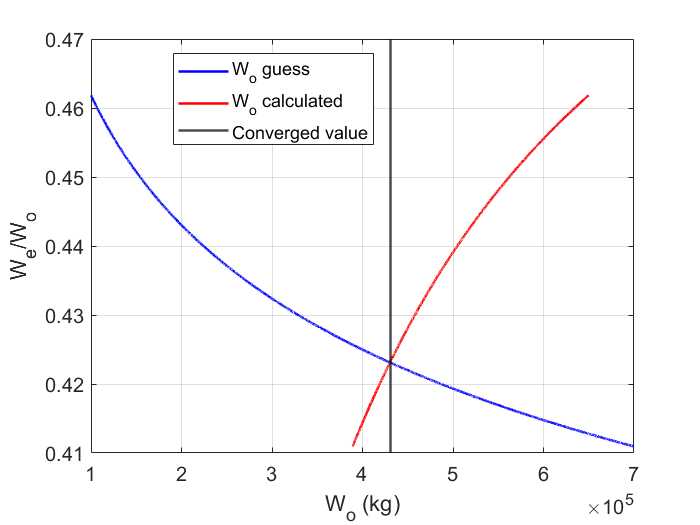 0.47
W_o guess
W_o calculated
Converged value
0.46
0.45
0.44
0.43
0.42
0.41
W_e/W_o
1 2 3 4 5 6 7
W_o (kg)
×10^5